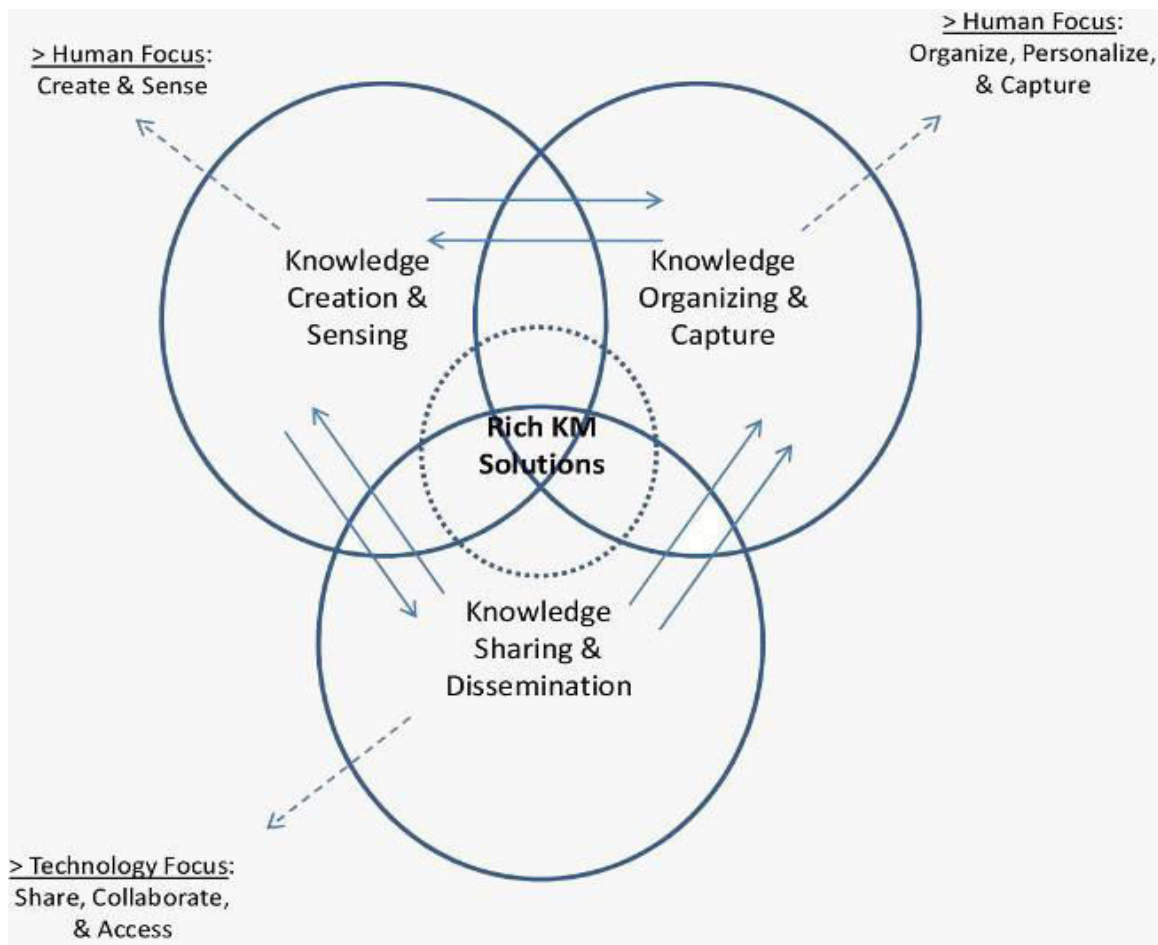 > Human Focus:
Create & Sense
> Human Focus:
Organize, Personalize,
& Capture
Knowledge
Creation &
Sensing
Knowledge
Organizing &
Capture
Rich KM
Solutions
Knowledge
Sharing &
Dissemination
> Technology Focus:
Share, Collaborate,
& Access